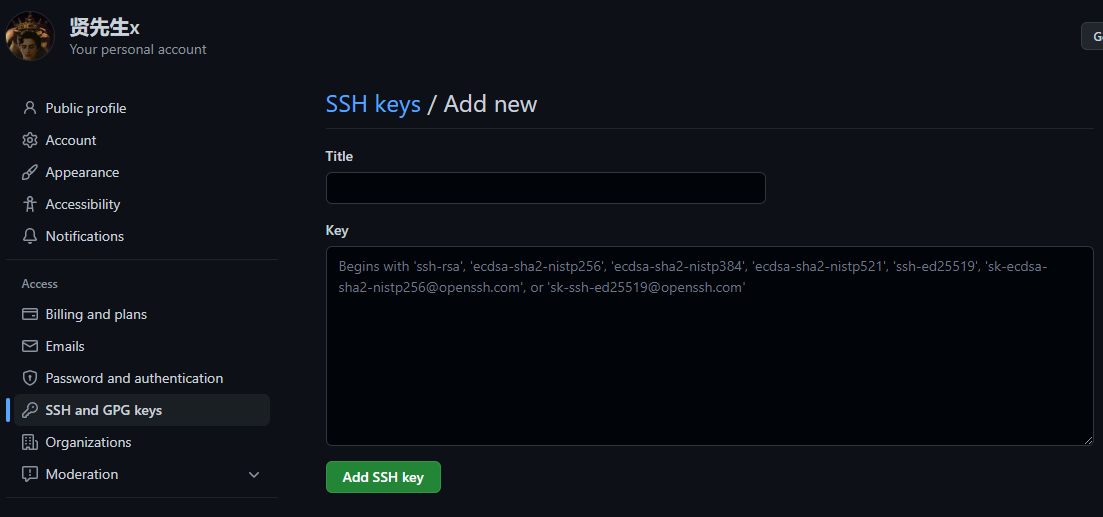 贤先生x
Your personal account
Public profile
Account
Appearance
Accessibility
Notifications
Access
Billing and plans
Emails
Password and authentication
SSH and GPG keys
Organizations
Moderation
SSH keys / Add new
Title
Key
Begins with 'ssh-rsa', 'ecdsa-sha2-nistp256', 'ecdsa-sha2-nistp384', 'ecdsa-sha2-nistp521', 'ssh-ed25519', 'sk-ecdsa-
sha2-nistp256@openssh.com', or 'sk-ssh-ed25519@openssh.com'
Add SSH key